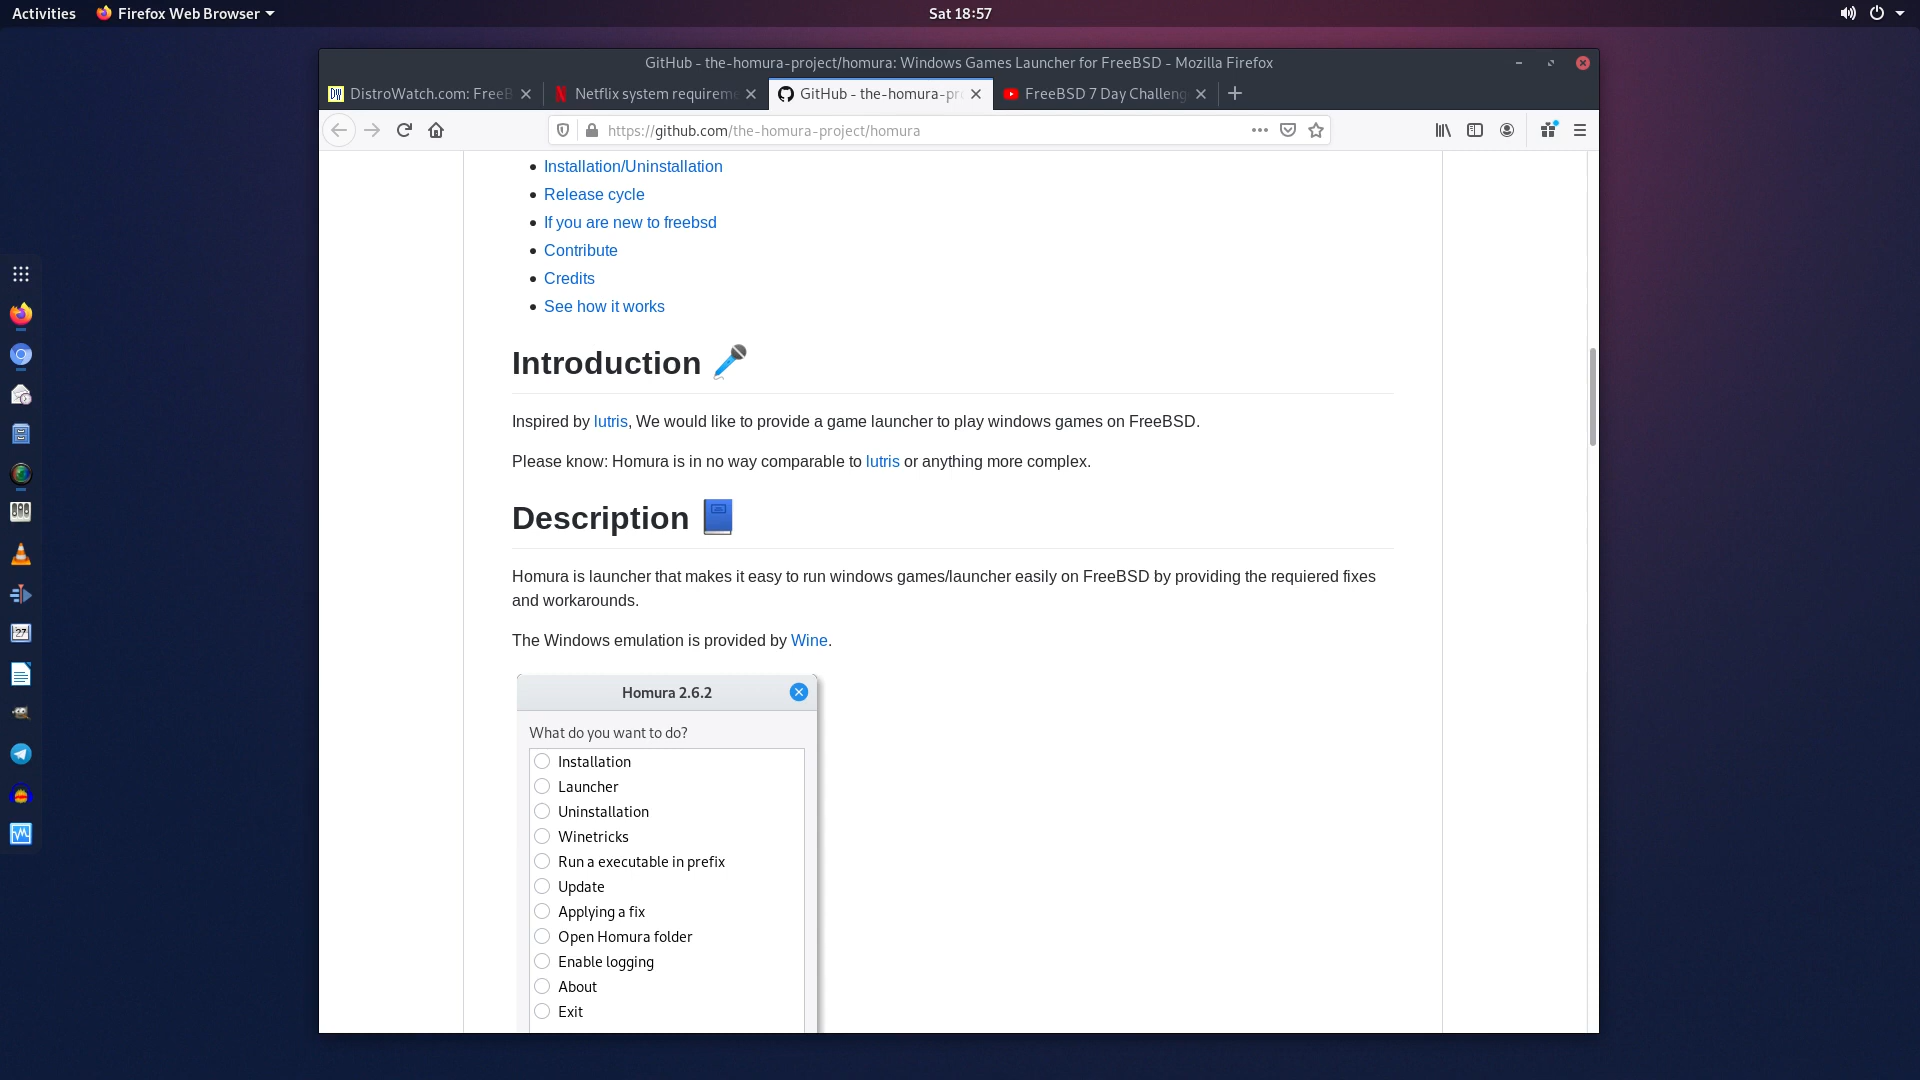 Activities
Firefox Web Browser
Sat 18:57
GitHub - the-homura-project/homura: Windows Games Launcher for FreeBSD - Mozilla Firefox
DistroWatch.com: FreeB
Netflix system requireme
GitHub - the-homura-pr
FreeBSD 7 Day Challeng
https://github.com/the-homura-project/homura
Installation/Uninstallation
Release cycle
If you are new to freebsd
Contribute
Credits
See how it works
Introduction
Inspired by lutris, We would like to provide a game launcher to play windows games on FreeBSD.
Please know: Homura is in no way comparable to lutris or anything more complex.
Description
Homura is launcher that makes it easy to run windows games/launcher easily on FreeBSD by providing the requiered fixes
and workarounds.
The Windows emulation is provided by Wine.
Homura 2.6.2
What do you want to do?
Installation
Launcher
Uninstallation
Winetricks
Run a executable in prefix
Update
Applying a fix
Open Homura folder
Enable logging
About
Exit
27